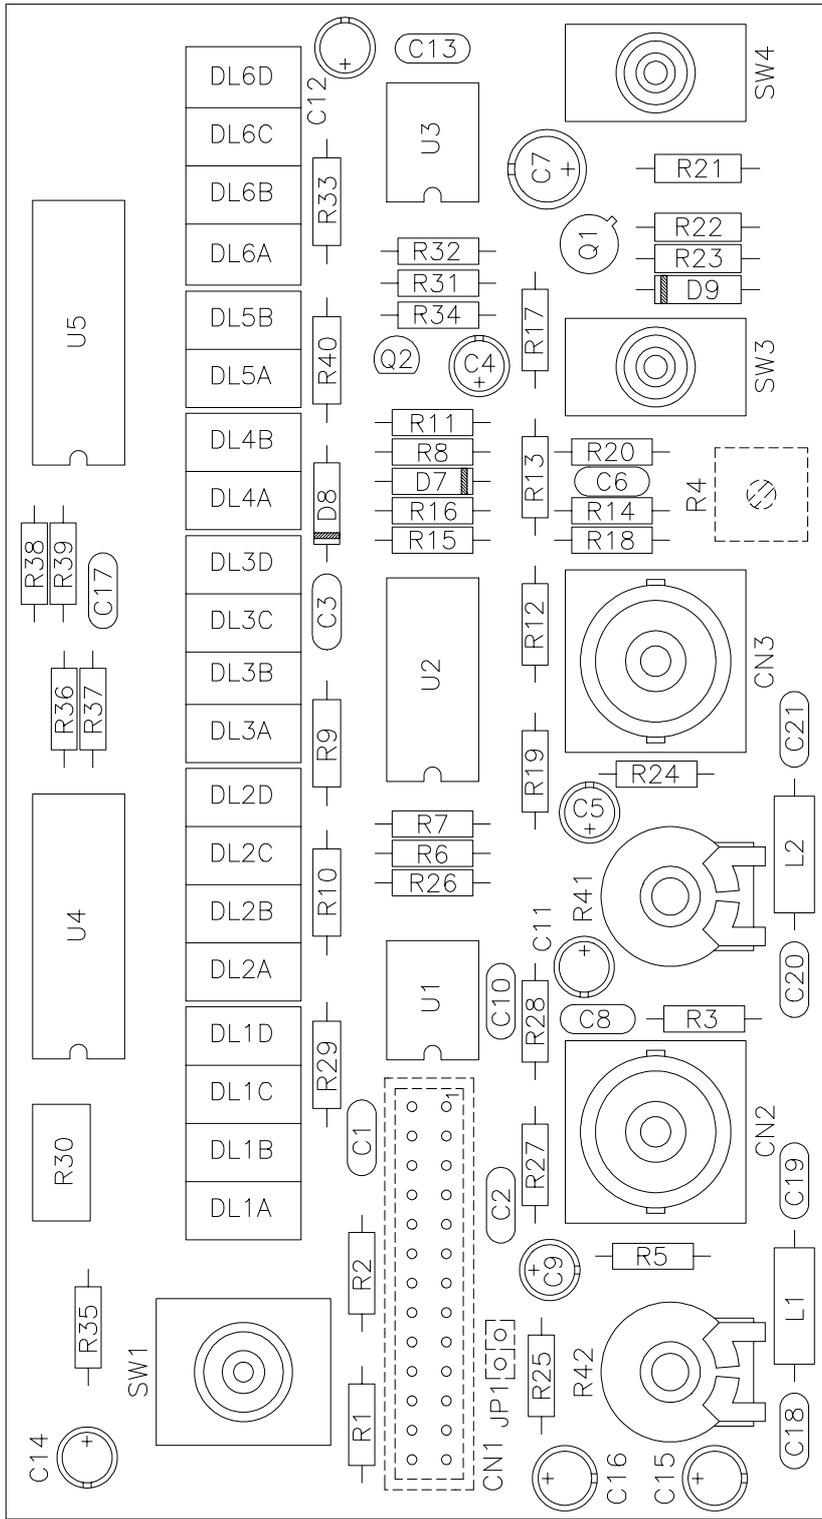 C12
C13
SW4
DL6D
DL6C
DL6B
DL6A
U3
C7
R21
R33
Q1
R22
R23
D9
R32
R31
R34
U5
DL5B
DL5A
R40
Q2
C4
R17
SW3
DL4B
DL4A
D8
R11
R8
D7
R16
R15
R13
R20
C6
R14
R18
R4
R38
R39
C17
DL3D
DL3C
DL3B
DL3A
C3
U2
R12
CN3
R36
R37
R9
R19
R24
C21
U4
DL2D
DL2C
DL2B
DL2A
R10
R7
R6
R26
C5
R41
L2
C11
U1
C10
R28
C8
R3
C20
DL1D
DL1C
DL1B
DL1A
R29
1
C1
C2
R27
CN2
C19
R30
R2
C9
R5
L1
R35
SW1
R1
CN1
JP1
R25
R42
C18
C14
C16
C15